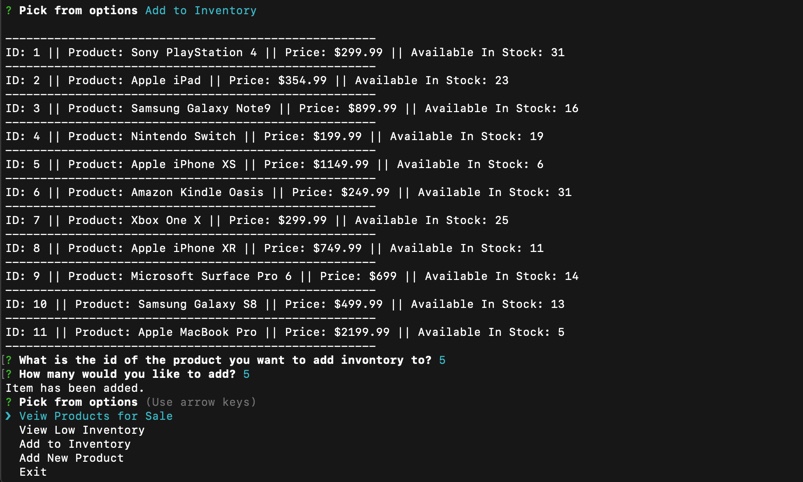 ? Pick from options Add to Inventory
-----------------------------------------------------
ID: 1 || Product: Sony PlayStation 4 || Price: $299.99 || Available In Stock: 31
-----------------------------------------------------
ID: 2 || Product: Apple iPad || Price: $354.99 || Available In Stock: 23
-----------------------------------------------------
ID: 3 || Product: Samsung Galaxy Note9 || Price: $899.99 || Available In Stock: 16
-----------------------------------------------------
ID: 4 || Product: Nintendo Switch || Price: $199.99 || Available In Stock: 19
-----------------------------------------------------
ID: 5 || Product: Apple iPhone XS || Price: $1149.99 || Available In Stock: 6
-----------------------------------------------------
ID: 6 || Product: Amazon Kindle Oasis || Price: $249.99 || Available In Stock: 31
-----------------------------------------------------
ID: 7 || Product: Xbox One X || Price: $299.99 || Available In Stock: 25
-----------------------------------------------------
ID: 8 || Product: Apple iPhone XR || Price: $749.99 || Available In Stock: 11
-----------------------------------------------------
ID: 9 || Product: Microsoft Surface Pro 6 || Price: $699 || Available In Stock: 14
-----------------------------------------------------
ID: 10 || Product: Samsung Galaxy S8 || Price: $499.99 || Available In Stock: 13
-----------------------------------------------------
ID: 11 || Product: Apple MacBook Pro || Price: $2199.99 || Available In Stock: 5
-----------------------------------------------------
[? What is the id of the product you want to add invontory to? 5
[? How many would you like to add? 5
Item has been added.
? Pick from options (Use arrow keys)
❯ Veiw Products for Sale
View Low Inventory
Add to Inventory
Add New Product
Exit